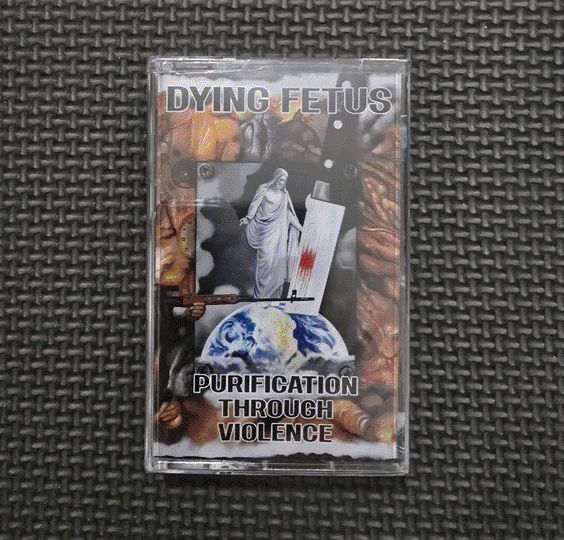 DYING FETUS
PURIFICATION
THROUGH
VIOLENCE